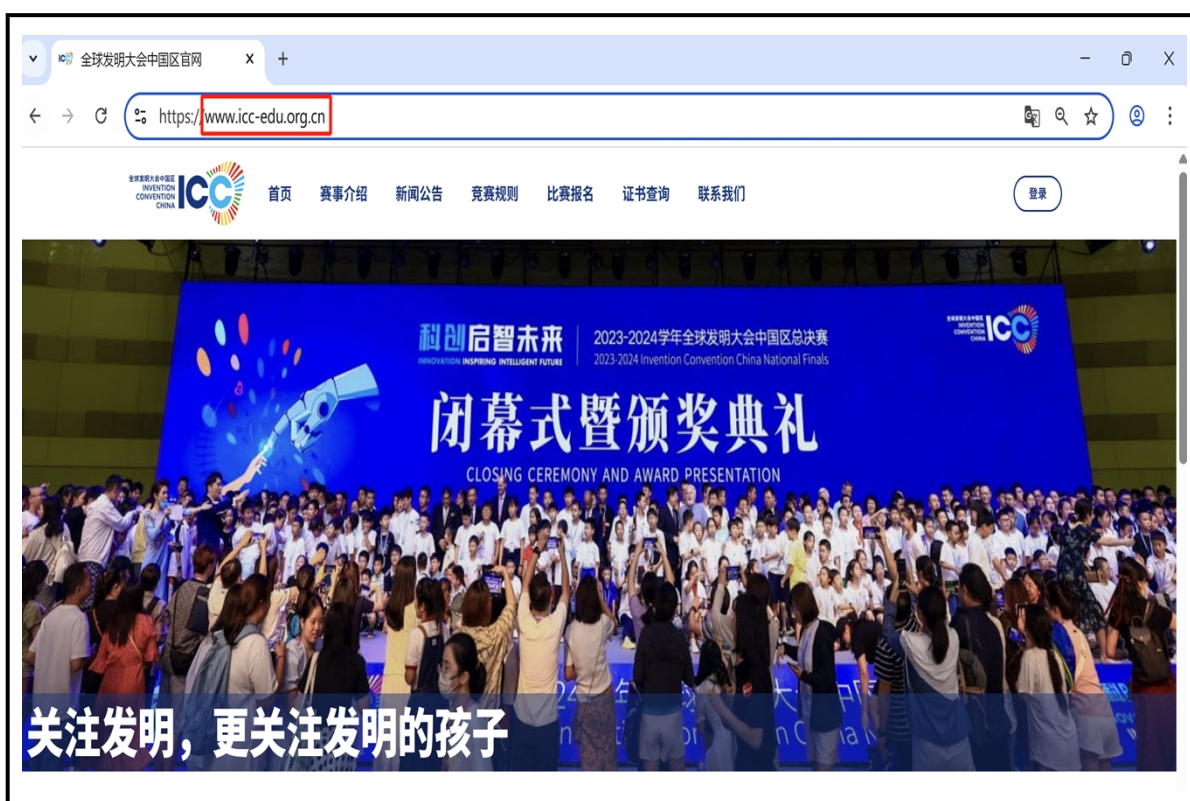 全球发明大会中国区官网
https://www.icc-edu.org.cn
全球发明大会中国区
INVENTION
CONVENTION
CHINA
ICC
首页 赛事介绍 新闻公告 竞赛规则 比赛报名 证书查询 联系我们
登录
全球发明大会中国区
INVENTION
CONVENTION
CHINA
ICC
科创启智未来
INNOVATION INSPIRING INTELLIGENT FUTURE
2023-2024学年全球发明大会中国区总决赛
2023-2024 Invention Convention China National Finals
闭幕式暨颁奖典礼
CLOSING CEREMONY AND AWARD PRESENTATION
关注发明，更关注发明的孩子